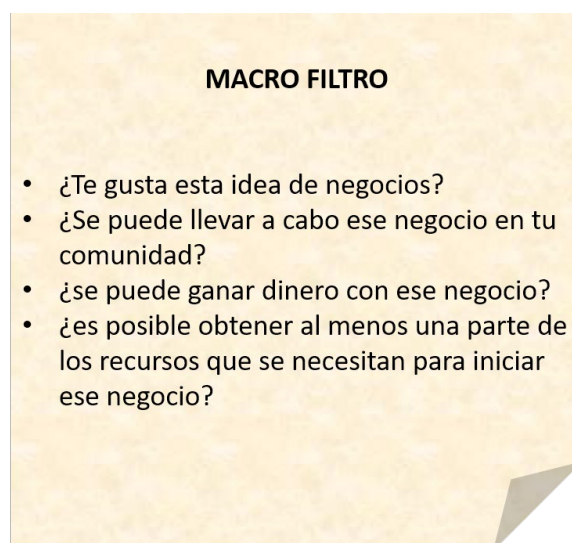 MACRO FILTRO
• ¿Te gusta esta idea de negocios?
• ¿Se puede llevar a cabo ese negocio en tu
comunidad?
• ¿se puede ganar dinero con ese negocio?
• ¿es posible obtener al menos una parte de
los recursos que se necesitan para iniciar
ese negocio?